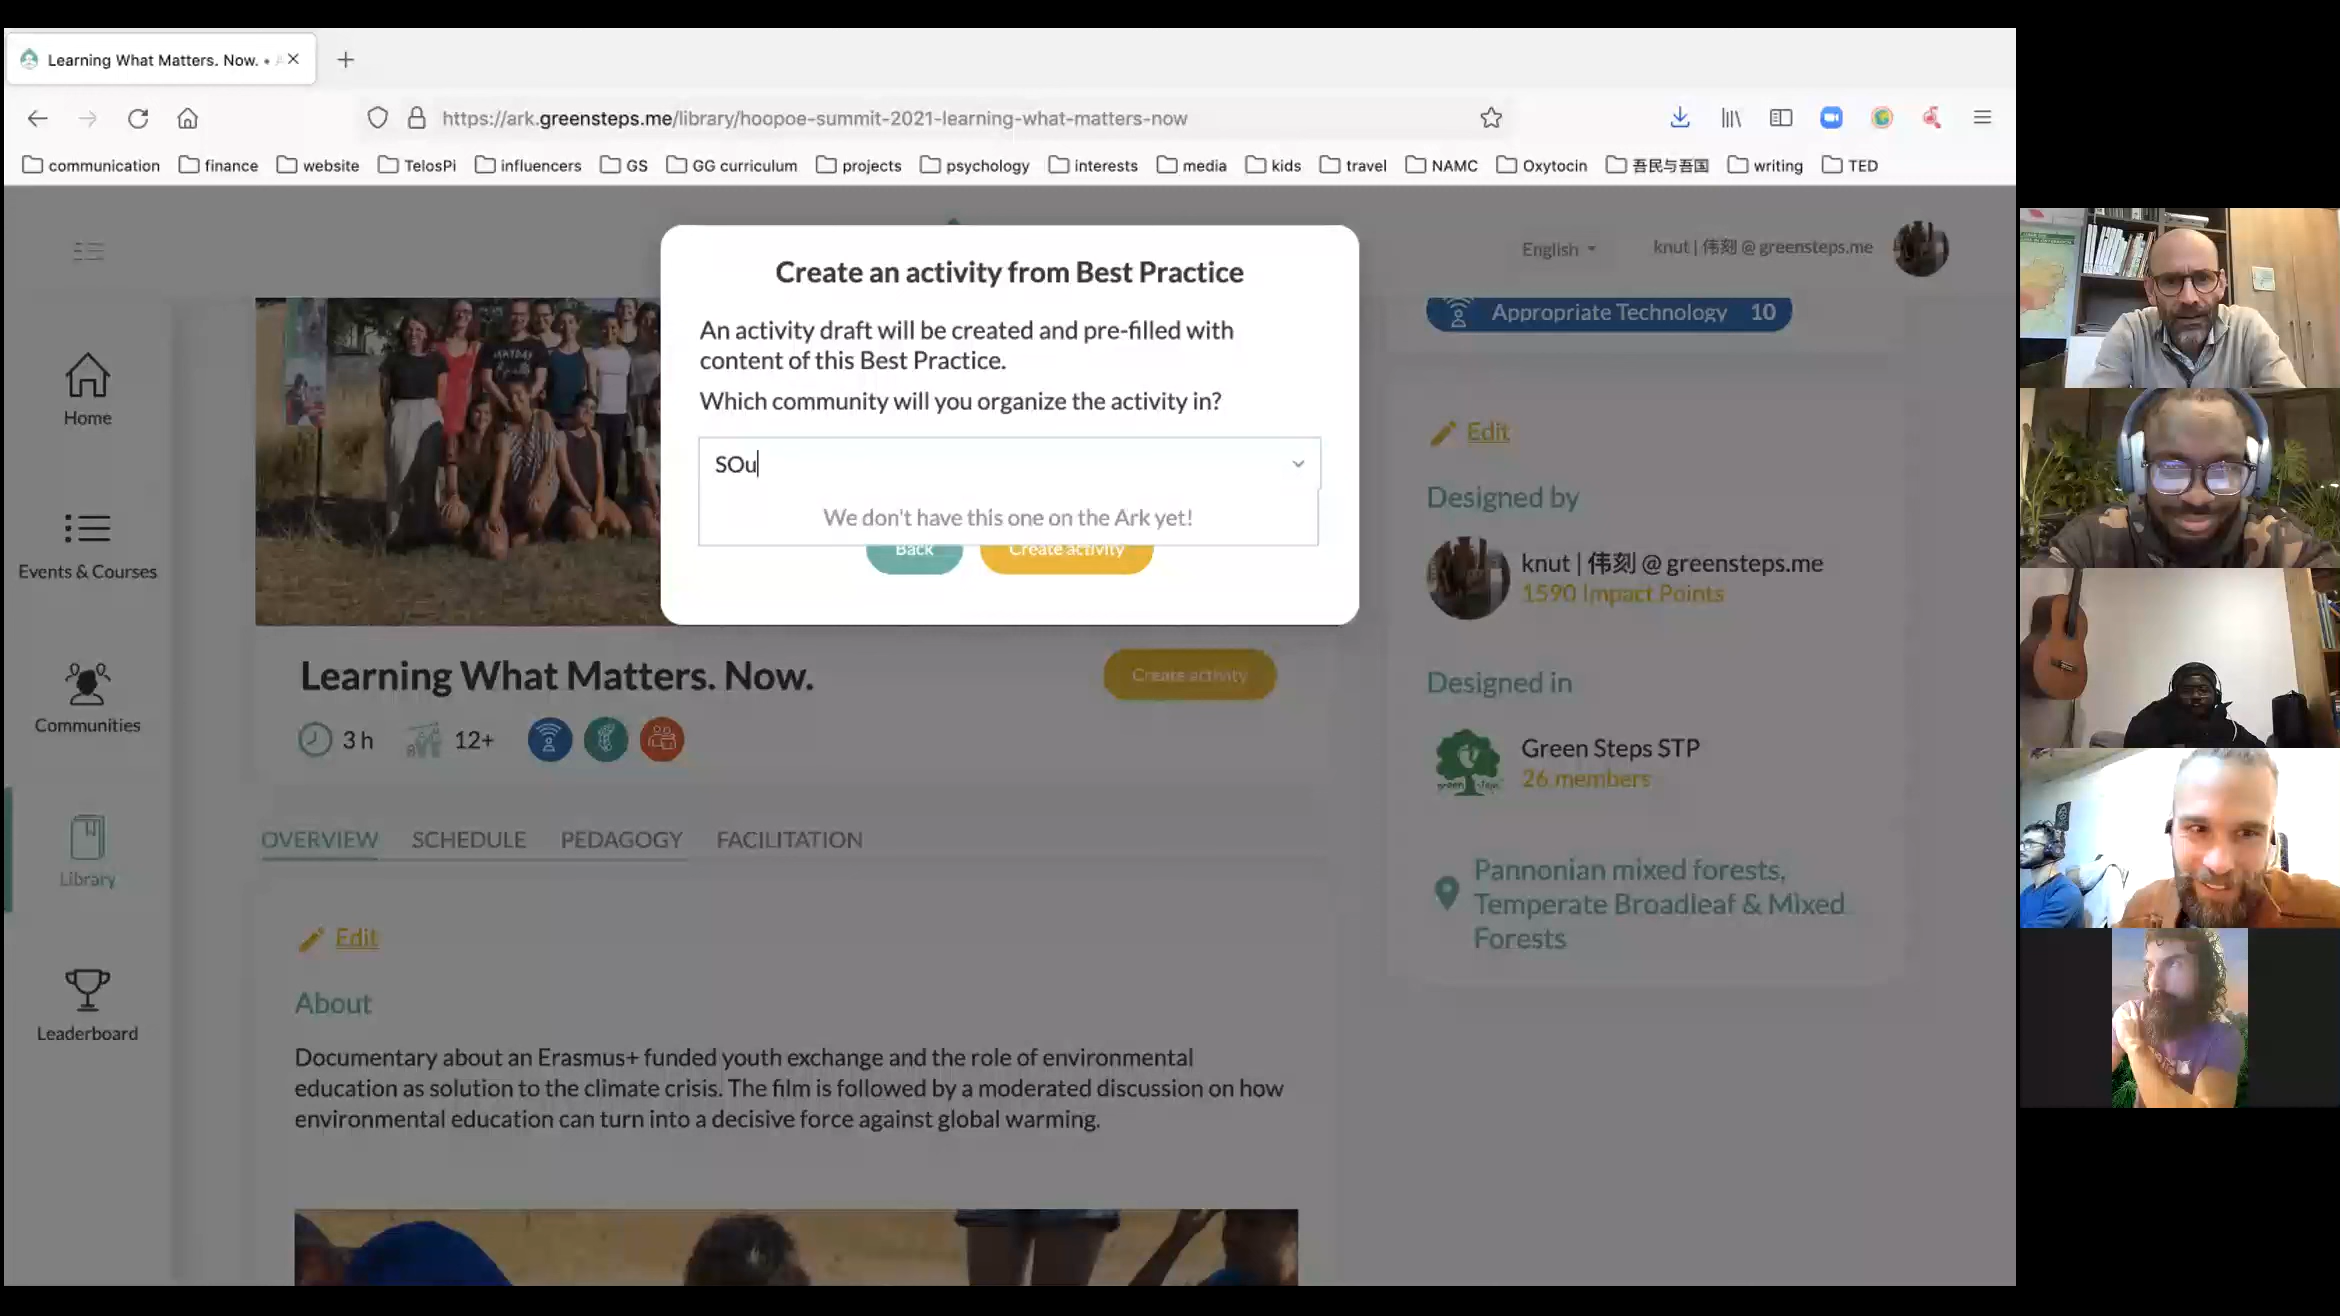 Learning What Matters. Now. •
https://ark.greensteps.me/library/hoopoe-summit-2021-learning-what-matters-now
communication finance website TelosPi influencers GS GG curriculum projects psychology interests media kids travel NAMC Oxytocin 吾民与吾国 writing TED
English
knut | 伟刻 @ greensteps.me
Home
Events & Courses
Communities
Library
Leaderboard
Create an activity from Best Practice
An activity draft will be created and pre-filled with
content of this Best Practice.
Which community will you organize the activity in?
SOu
We don't have this one on the Ark yet!
Back
Create activity
Learning What Matters. Now.
Create activity
3 h
12+
OVERVIEW SCHEDULE PEDAGOGY FACILITATION
Edit
About
Documentary about an Erasmus+ funded youth exchange and the role of environmental
education as solution to the climate crisis. The film is followed by a moderated discussion on how
environmental education can turn into a decisive force against global warming.
Appropriate Technology 10
Edit
Designed by
knut | 伟刻 @ greensteps.me
1590 Impact Points
Designed in
Green Steps STP
26 members
Pannonian mixed forests,
Temperate Broadleaf & Mixed
Forests